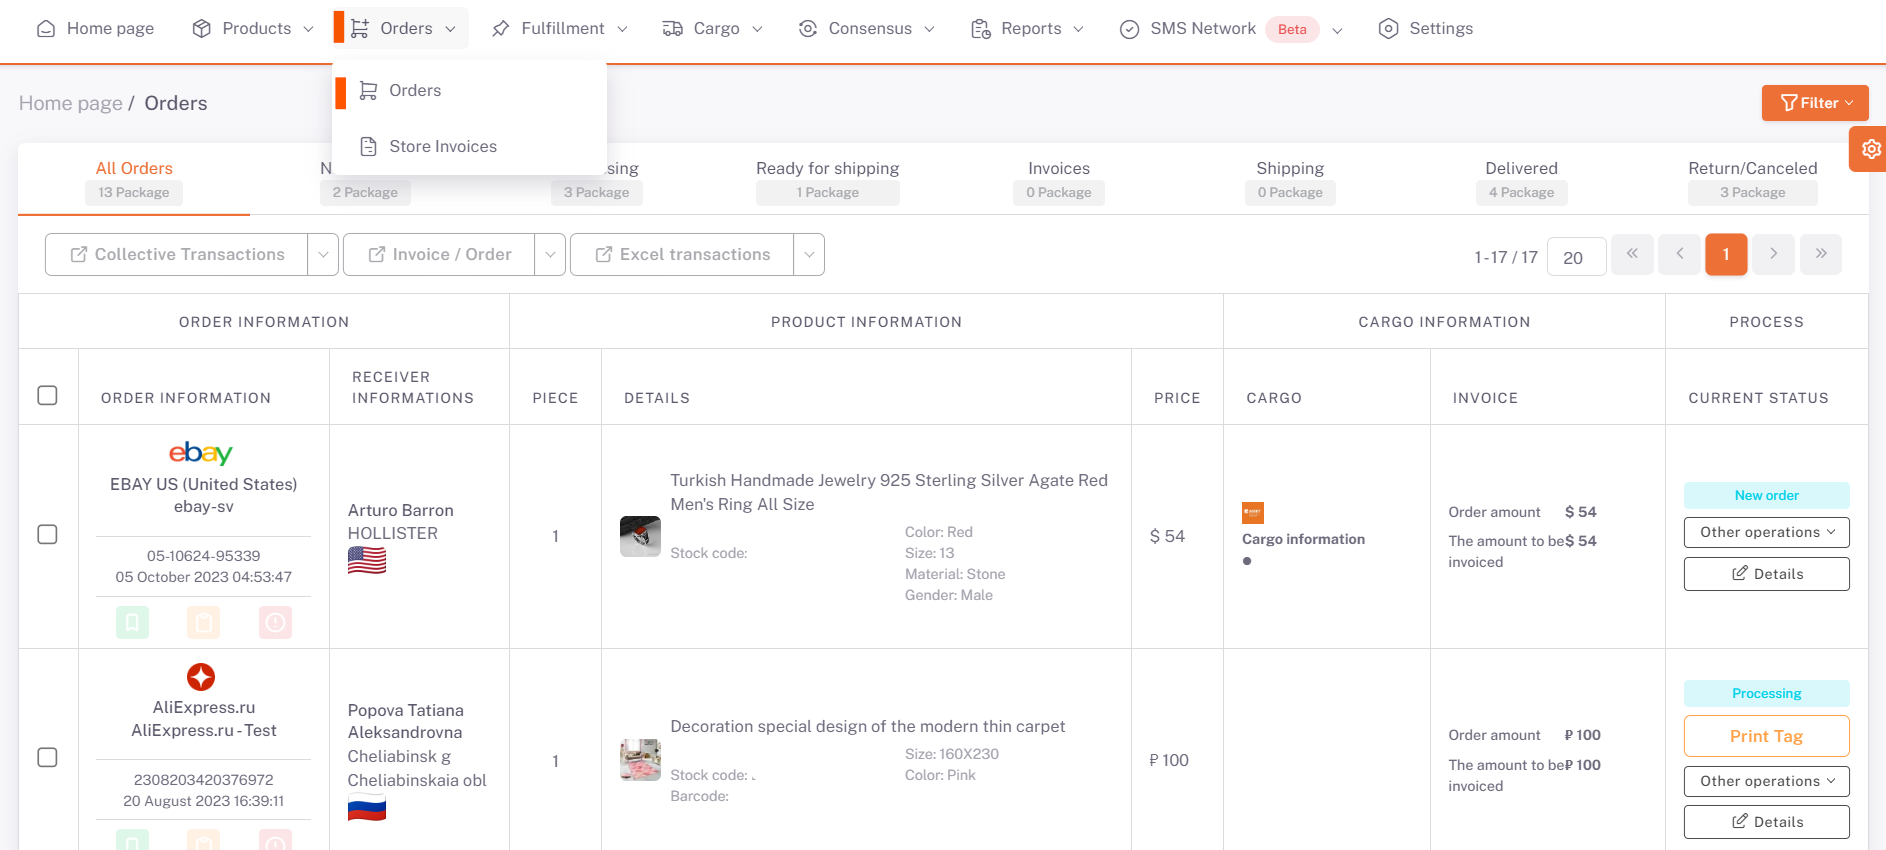 Home page
Products
Orders
Fulfillment
Cargo
Consensus
Reports
SMS Network
Beta
Settings
Orders
Store Invoices
Home page / Orders
Filter
All Orders
13 Package
N
2 Package
sing
3 Package
Ready for shipping
1 Package
Invoices
0 Package
Shipping
0 Package
Delivered
4 Package
Return/Canceled
3 Package
Collective Transactions
Invoice / Order
Excel transactions
1 - 17 / 17
20
«
‹
1
›
»
ORDER INFORMATION
PRODUCT INFORMATION
CARGO INFORMATION
PROCESS
ORDER INFORMATION
RECEIVER
INFORMATIONS
PIECE
DETAILS
PRICE
CARGO
INVOICE
CURRENT STATUS
ebay
EBAY US (United States)
ebay-sv
05-10624-95339
05 October 2023 04:53:47
Arturo Barron
HOLLISTER
1
Turkish Handmade Jewelry 925 Sterling Silver Agate Red
Men's Ring All Size
Stock code:
Color: Red
Size: 13
Material: Stone
Gender: Male
$ 54
Cargo information
Order amount $ 54
The amount to be $ 54
invoiced
New order
Other operations
Details
AliExpress.ru
AliExpress.ru - Test
2308203420376972
20 August 2023 16:39:11
Popova Tatiana
Aleksandrovna
Cheliabinsk g
Cheliabinskaia obl
1
Decoration special design of the modern thin carpet
Stock code: .
Barcode:
Size: 160X230
Color: Pink
₽ 100
Order amount ₽ 100
The amount to be ₽ 100
invoiced
Processing
Print Tag
Other operations
Details